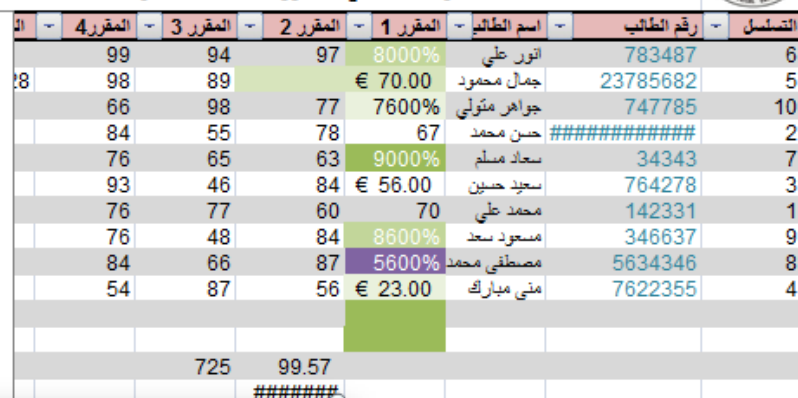 التسلسل رقم الطالب اسم الطالب المقرر 1 المقرر 2 المقرر 3 المقرر4
6 783487 انور علي 8000% 97 94 99
5 23785682 جمال محمود € 70.00 89 98 28
10 747785 جواهر متولي 7600% 77 98 66
2 ############ حسن محمد 67 78 55 84
7 34343 سعاد مسلم 9000% 63 65 76
3 764278 سعيد حسين € 56.00 84 46 93
1 142331 محمد علي 70 60 77 76
9 346637 مسعود سعد 8600% 84 48 76
8 5634346 مصطفى محمد 5600% 87 66 84
4 7622355 منى مبارك € 23.00 56 87 54
99.57 725
#######